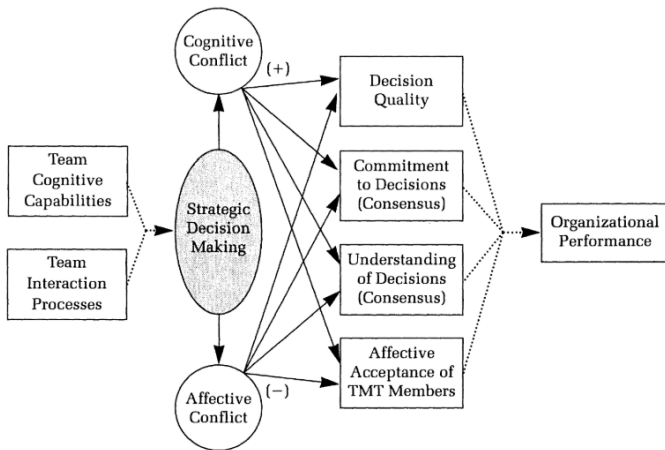 Cognitive
Conflict
(+)
Decision
Quality
Team
Cognitive
Capabilities
Commitment
to Decisions
(Consensus)
Strategic
Decision
Making
Organizational
Performance
Team
Interaction
Processes
Understanding
of Decisions
(Consensus)
Affective
Acceptance of
TMT Members
Affective
Conflict
(−)